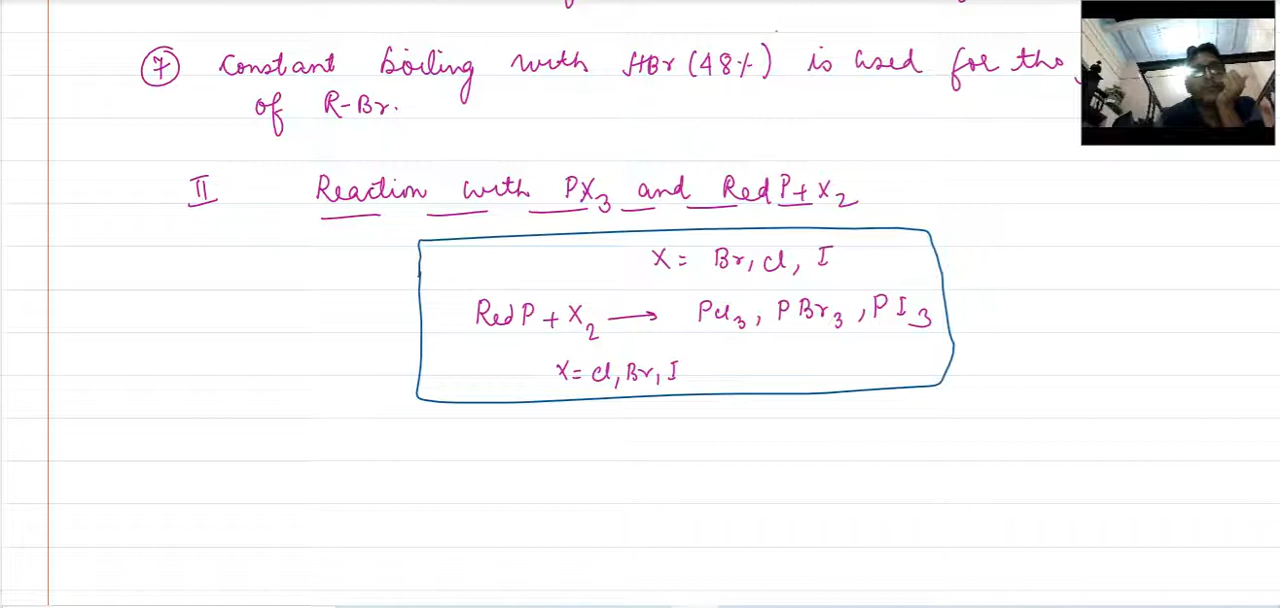 ⑦ Constant boiling with HBr (48%) is used for the
of R-Br.
II Reaction with PX3 and Red P + X2
X = Br, Cl, I
Red P + X2 ⟶ PCl3, PBr3, PI3
X = Cl, Br, I